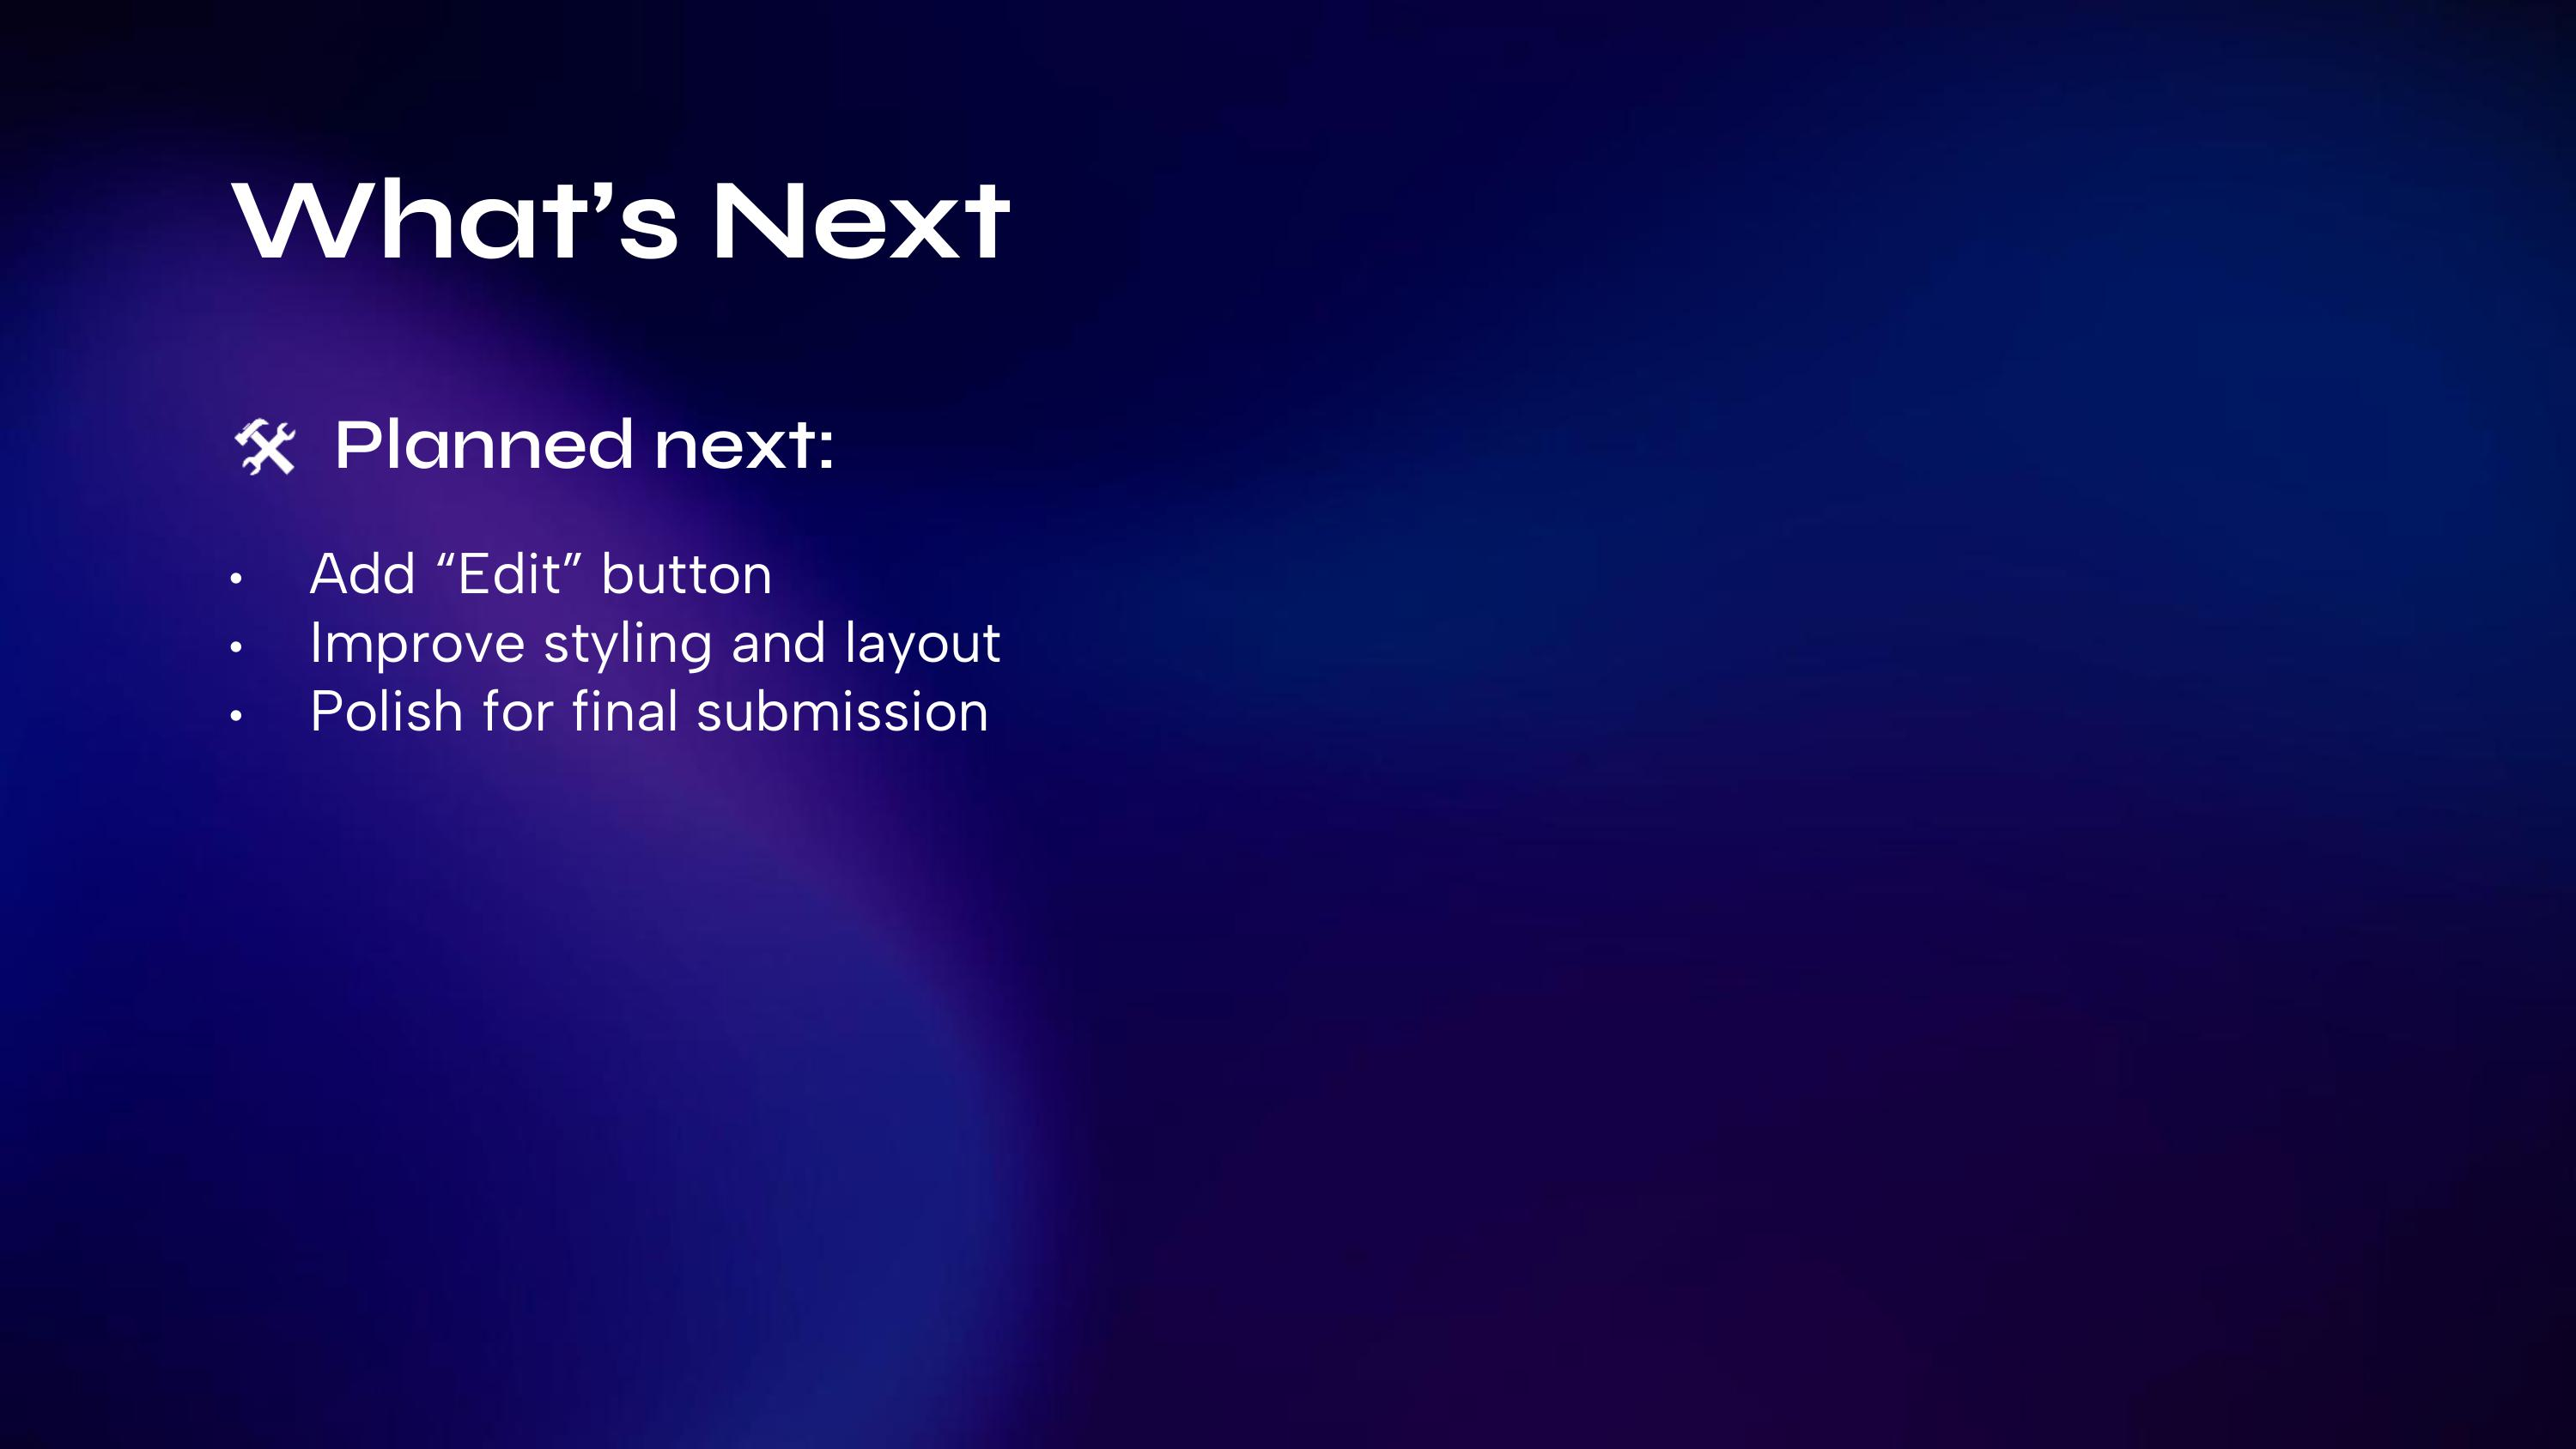 What’s Next
🛠 Planned next:
• Add “Edit” button
• Improve styling and layout
• Polish for final submission